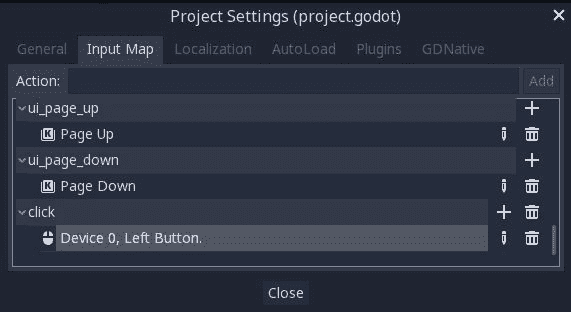 Project Settings (project.godot)
General Input Map Localization AutoLoad Plugins GDNative
Action: Add
ui_page_up
Page Up
ui_page_down
Page Down
click
Device 0, Left Button.
Close